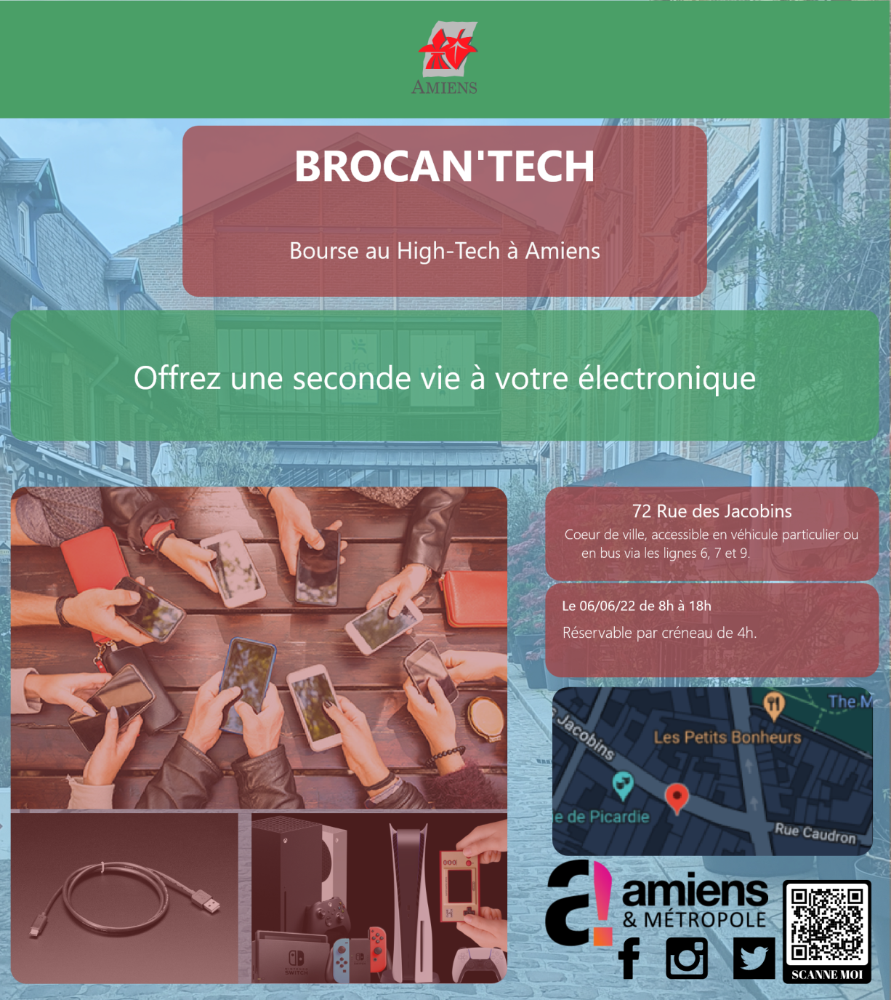 AMIENS
BROCAN'TECH
Bourse au High-Tech à Amiens
afec
Offrez une seconde vie à votre électronique
72 Rue des Jacobins
Coeur de ville, accessible en véhicule particulier ou
en bus via les lignes 6, 7 et 9.
Le 06/06/22 de 8h à 18h
Réservable par créneau de 4h.
The M
s Jacobins
Les Petits Bonheurs
e de Picardie
Rue Caudron
NINTENDO
SWITCH
a! amiens
& MÉTROPOLE
SCANNE MOI